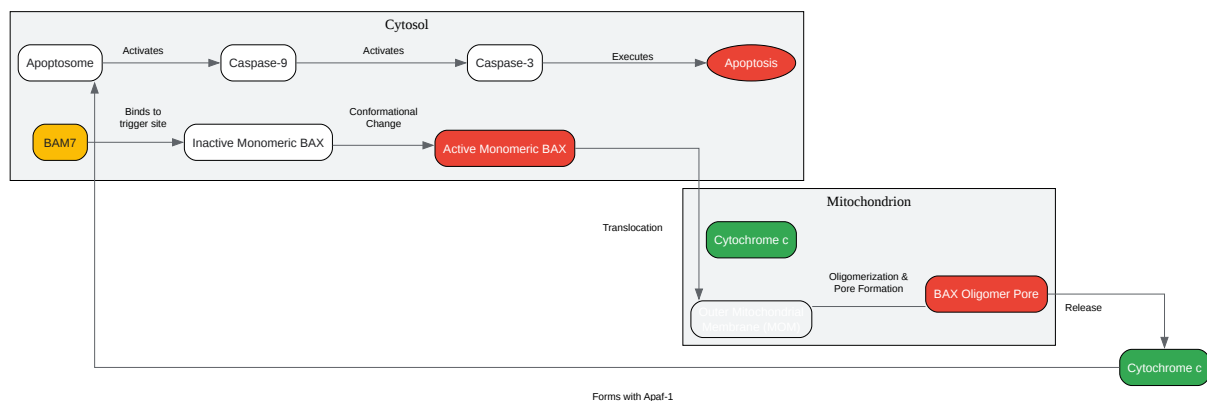 Cytosol
Activates
Activates
Executes
Apoptosome
Caspase-9
Caspase-3
Apoptosis
Binds to
trigger site
Conformational
Change
BAM7
Inactive Monomeric BAX
Active Monomeric BAX
Mitochondrion
Translocation
Cytochrome c
Oligomerization &
Pore Formation
BAX Oligomer Pore
Release
Outer Mitochondrial
Membrane (MOM)
Cytochrome c
Forms with Apaf-1